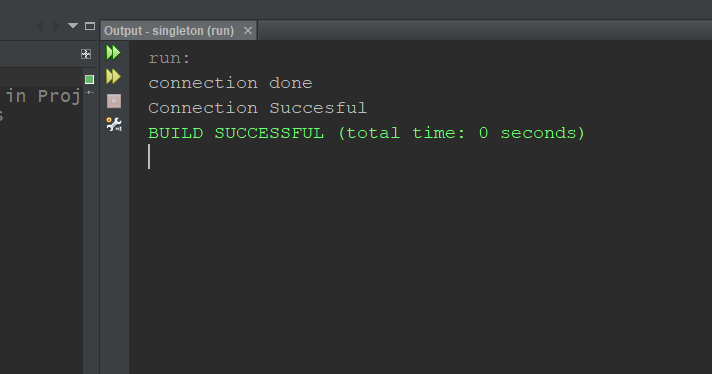 Output - singleton (run)
in Proj
s
run:
connection done
Connection Succesful
BUILD SUCCESSFUL (total time: 0 seconds)